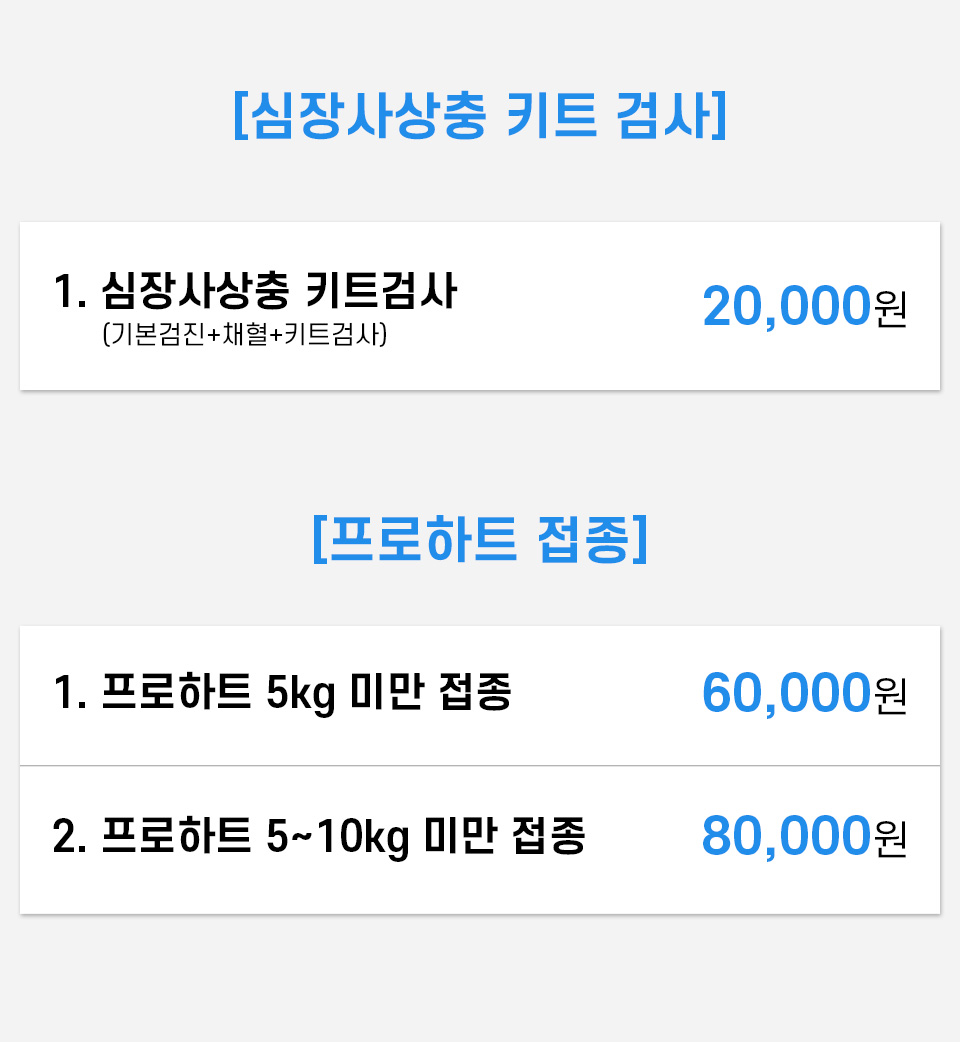 [심장사상충 키트 검사]
1. 심장사상충 키트검사 20,000원
(기본검진+채혈+키트검사)
[프로하트 접종]
1. 프로하트 5kg 미만 접종 60,000원
2. 프로하트 5~10kg 미만 접종 80,000원